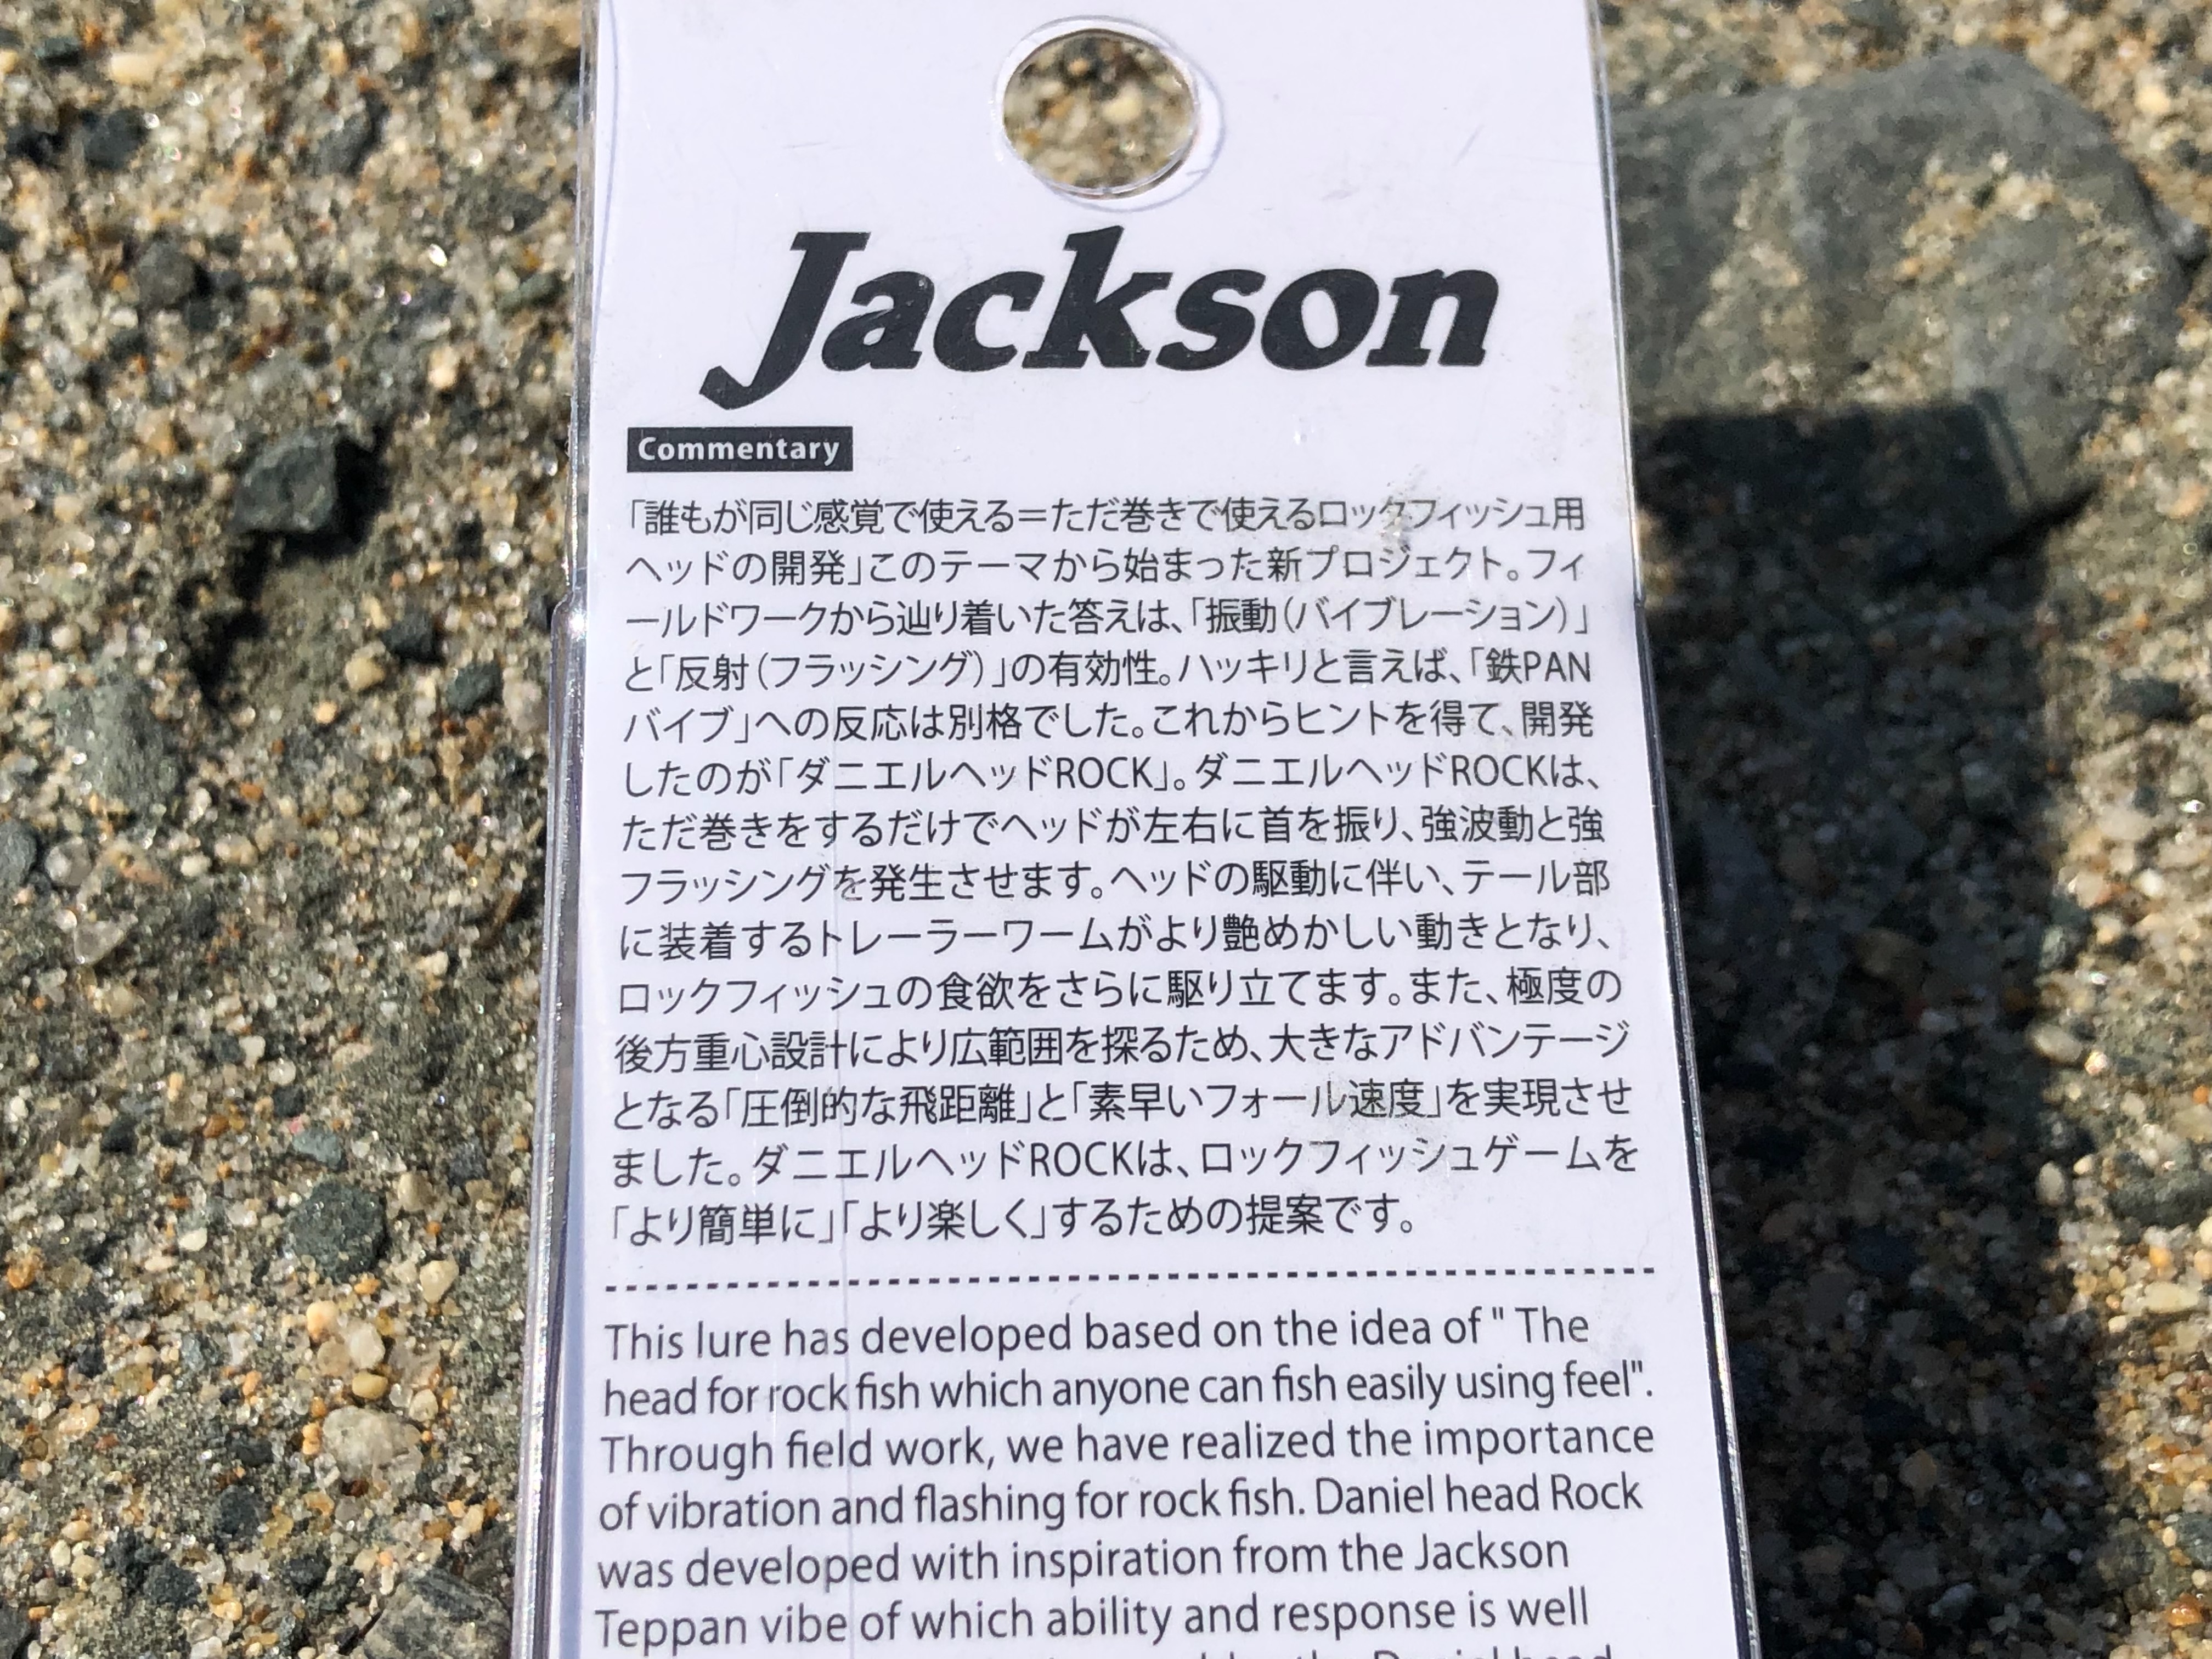 Jackson
Commentary
「誰もが同じ感覚で使える=ただ巻きで使えるロックフィッシュ用
ヘッドの開発」このテーマから始まった新プロジェクト。フィ
ールドワークから辿り着いた答えは、「振動(バイブレーション)」
と「反射(フラッシング)」の有効性。ハッキリと言えば、「鉄PAN
バイブ」への反応は別格でした。これからヒントを得て、開発
したのが「ダニエルヘッドROCK」。ダニエルヘッドROCKは、
ただ巻きをするだけでヘッドが左右に首を振り、強波動と強
フラッシングを発生させます。ヘッドの駆動に伴い、テール部
に装着するトレーラーワームがより艶めかしい動きとなり、
ロックフィッシュの食欲をさらに駆り立てます。また、極度の
後方重心設計により広範囲を探るため、大きなアドバンテージ
となる「圧倒的な飛距離」と「素早いフォール速度」を実現させ
ました。ダニエルヘッドROCKは、ロックフィッシュゲームを
「より簡単に」「より楽しく」するための提案です。
This lure has developed based on the idea of " The
head for rock fish which anyone can fish easily using feel".
Through field work, we have realized the importance
of vibration and flashing for rock fish. Daniel head Rock
was developed with inspiration from the Jackson
Teppan vibe of which ability and response is well
Daniel head